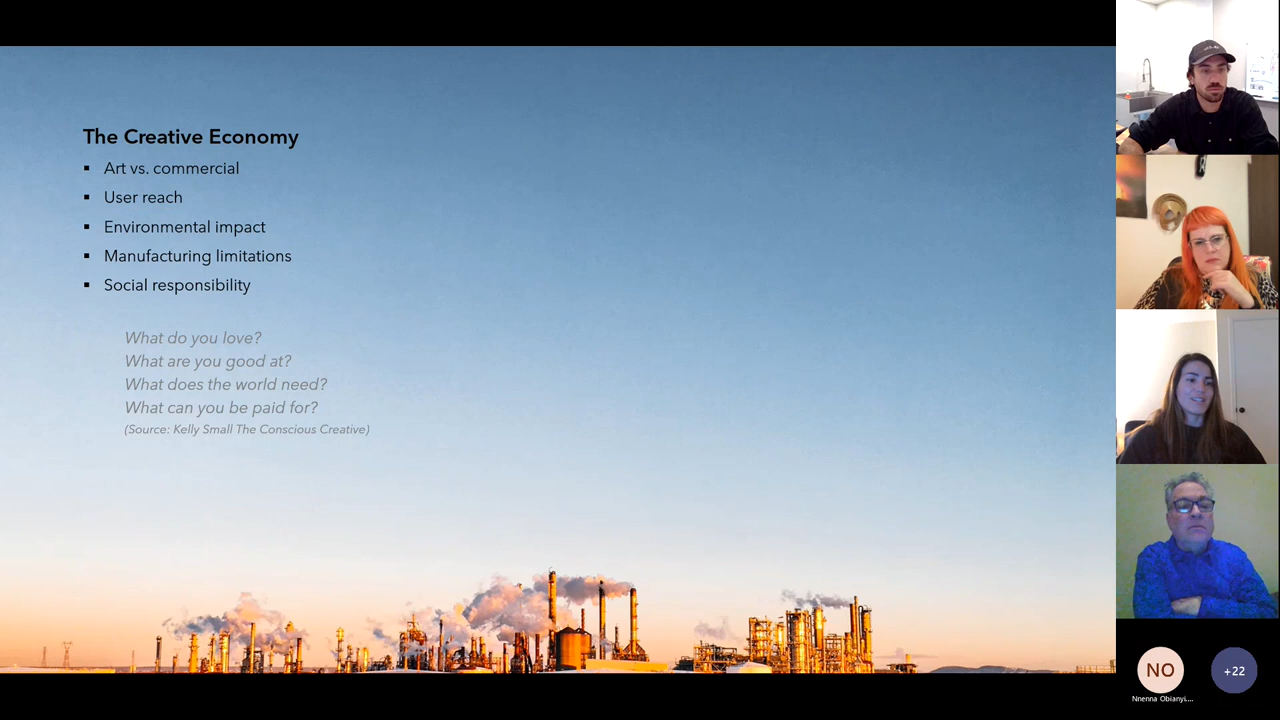 The Creative Economy
▪ Art vs. commercial
▪ User reach
▪ Environmental impact
▪ Manufacturing limitations
▪ Social responsibility
What do you love?
What are you good at?
What does the world need?
What can you be paid for?
(Source: Kelly Small The Conscious Creative)
NO
+22
Nnenna Obianyi...